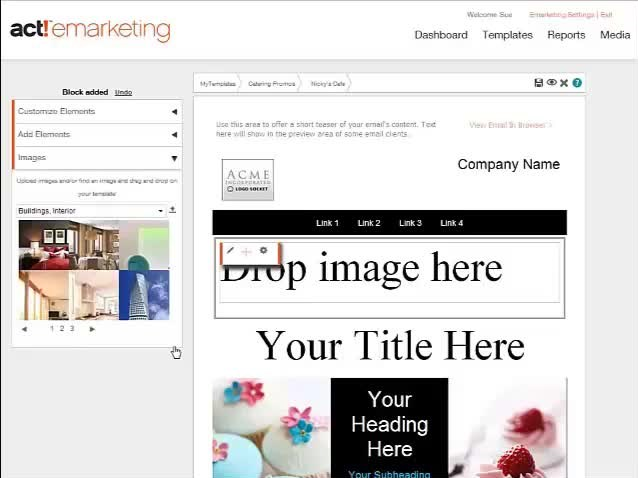 Welcome Sue
Emarketing Settings | Exit
act! emarketing
Dashboard Templates Reports Media
Block added Undo
MyTemplates Catering Promos Nicky's Cafe
?
Customize Elements
Add Elements
Images
Upload images and/or find an image and drag and drop on
your template
Buildings, Interior
1 2 3
Use this area to offer a short teaser of your email's content. Text
here will show in the preview area of some email clients.
View Email in Browser >
ACME
INCORPORATED
LOGO SOCKET
Company Name
Link 1 Link 2 Link 3 Link 4
Drop image here
Your Title Here
Your
Heading
Here
Your Subheading